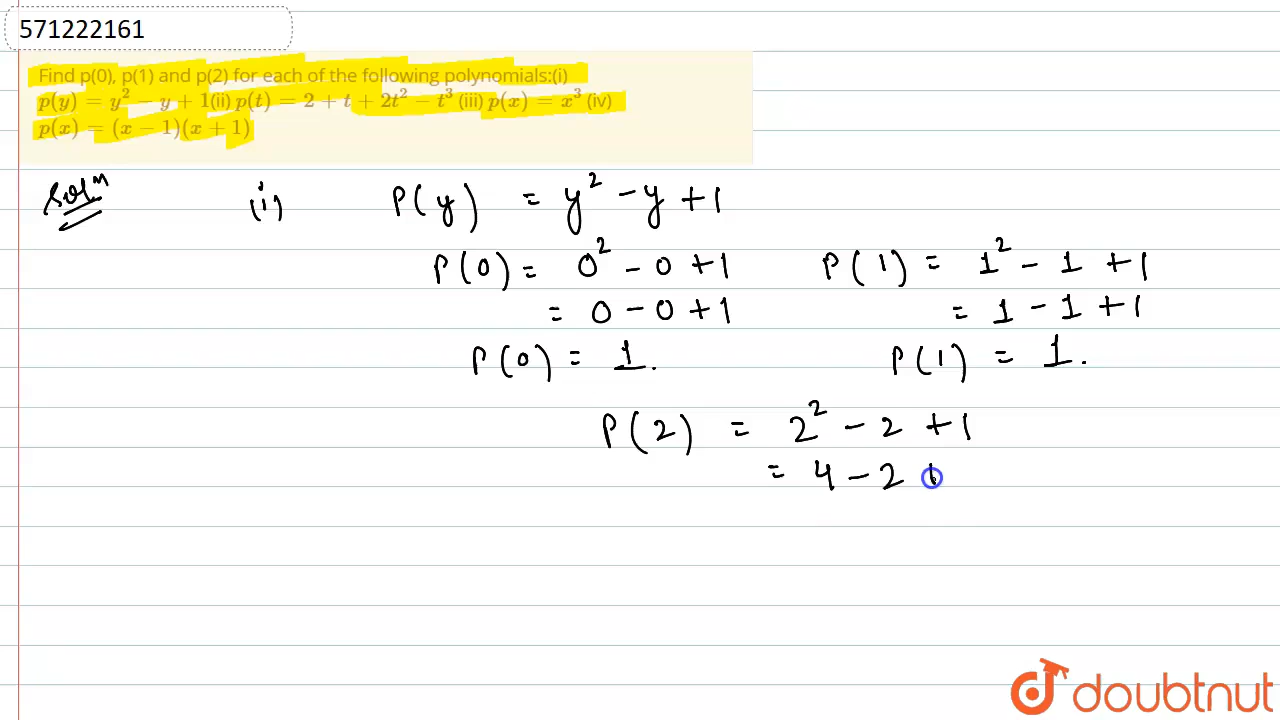 571222161
Find p(0), p(1) and p(2) for each of the following polynomials:(i)
p(y) = y² − y + 1(ii) p(t) = 2 + t + 2t² − t³ (iii) p(x) = x³ (iv)
p(x) = (x − 1)(x + 1)
Solⁿ (i) P(y) = y² − y + 1
P(0) = 0² − 0 + 1 P(1) = 1² − 1 + 1
= 0 − 0 + 1 = 1 − 1 + 1
P(0) = 1. P(1) = 1.
P(2) = 2² − 2 + 1
= 4 − 2
doubtnut